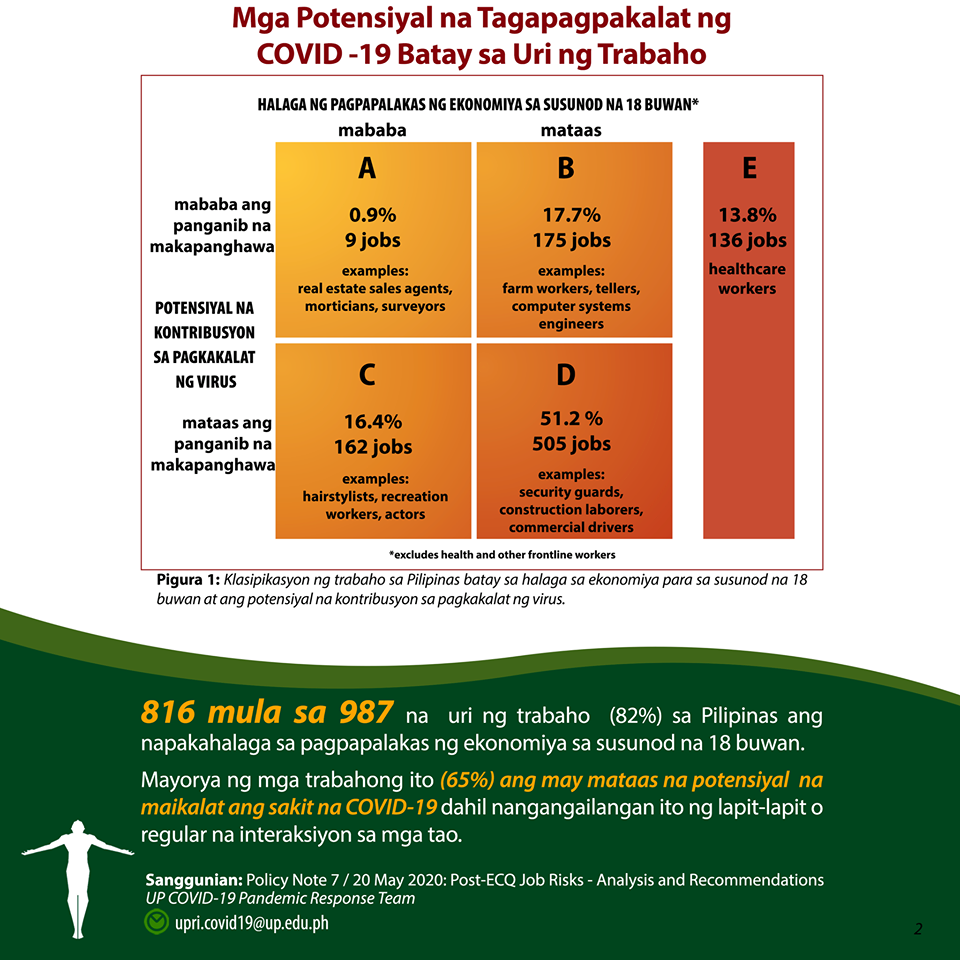 Mga Potensiyal na Tagapagpakalat ng
COVID -19 Batay sa Uri ng Trabaho
HALAGA NG PAGPAPALAKAS NG EKONOMIYA SA SUSUNOD NA 18 BUWAN*
mababa
mataas
mababa ang
panganib na
makapanghawa
A
0.9%
9 jobs
examples:
real estate sales agents,
morticians, surveyors
B
17.7%
175 jobs
examples:
farm workers, tellers,
computer systems
engineers
E
13.8%
136 jobs
healthcare
workers
POTENSIYAL NA
KONTRIBUSYON
SA PAGKAKALAT
NG VIRUS
mataas ang
panganib na
makapanghawa
C
16.4%
162 jobs
examples:
hairstylists, recreation
workers, actors
D
51.2 %
505 jobs
examples:
security guards,
construction laborers,
commercial drivers
*excludes health and other frontline workers
Pigura 1: Klasipikasyon ng trabaho sa Pilipinas batay sa halaga sa ekonomiya para sa susunod na 18
buwan at ang potensiyal na kontribusyon sa pagkakalat ng virus.
816 mula sa 987 na uri ng trabaho (82%) sa Pilipinas ang
napakahalaga sa pagpapalakas ng ekonomiya sa susunod na 18 buwan.
Mayorya ng mga trabahong ito (65%) ang may mataas na potensiyal na
maikalat ang sakit na COVID-19 dahil nangangailangan ito ng lapit-lapit o
regular na interaksiyon sa mga tao.
Sanggunian: Policy Note 7 / 20 May 2020: Post-ECQ Job Risks - Analysis and Recommendations
UP COVID-19 Pandemic Response Team
upri.covid19@up.edu.ph
2